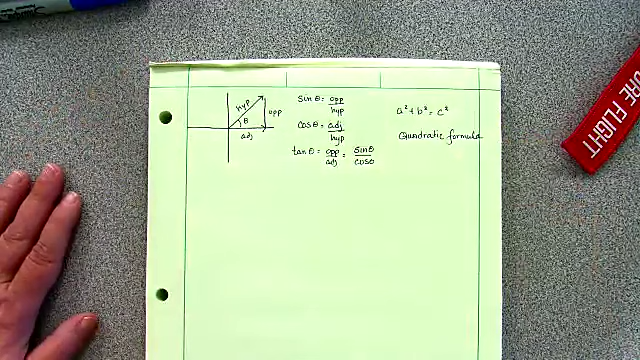 hyp
opp
θ
adj
sin θ = opp/hyp
cos θ = adj/hyp
tan θ = opp/adj = sin θ/cos θ
a² + b² = c²
Quadratic formula
ORE FLIGHT